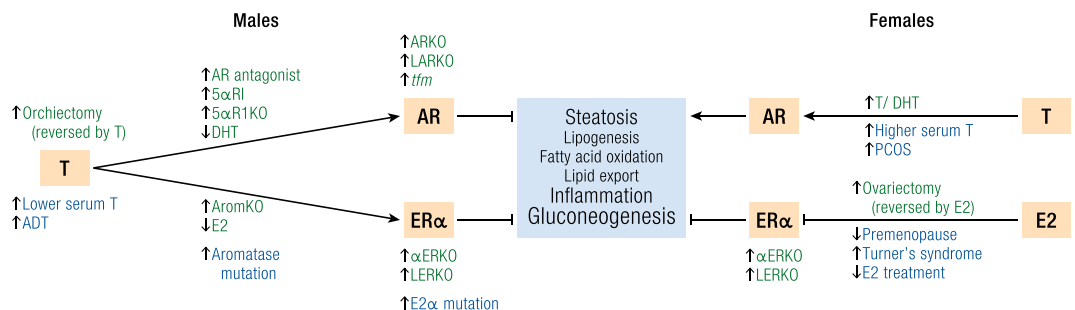 Males
Females
↑Orchiectomy
(reversed by T)
T
↑Lower serum T
↑ADT
↑AR antagonist
↑5αRI
↑5αR1KO
↓DHT
↑AromKO
↓E2
↑Aromatase
mutation
↑ARKO
↑LARKO
↑tfm
AR
ERα
↑αERKO
↑LERKO
↑E2α mutation
Steatosis
Lipogenesis
Fatty acid oxidation
Lipid export
Inflammation
Gluconeogenesis
AR
ERα
↑αERKO
↑LERKO
↑T/ DHT
↑Higher serum T
↑PCOS
↑Ovariectomy
(reversed by E2)
↓Premenopause
↑Turner's syndrome
↓E2 treatment
T
E2